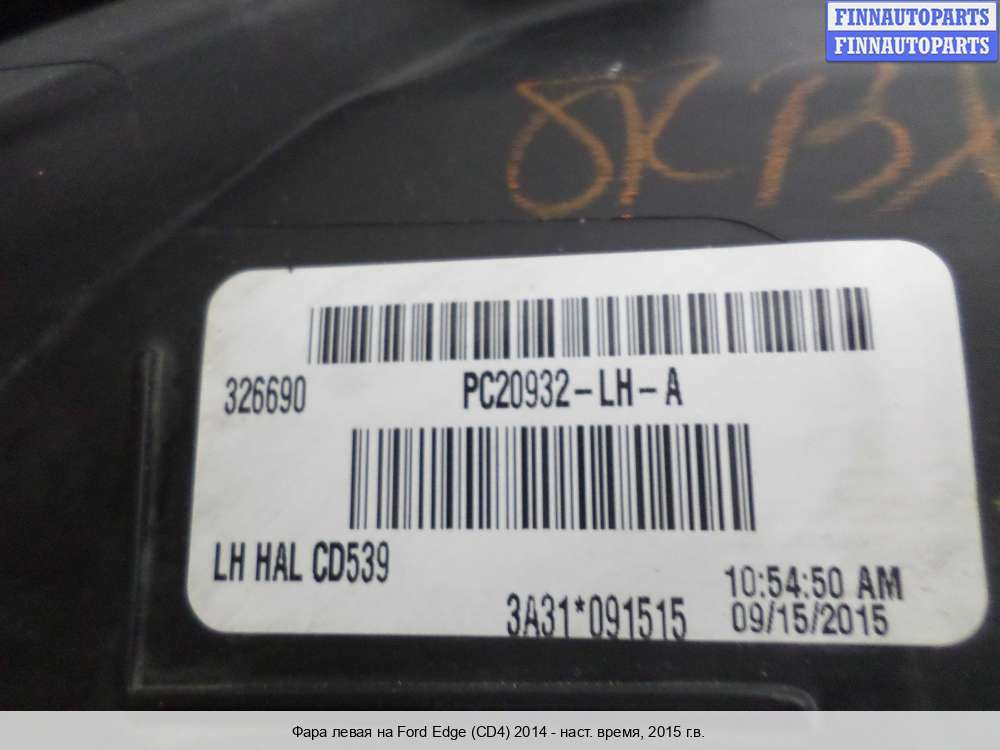 FINNAUTOPARTS
FINNAUTOPARTS
326690 PC20932-LH-A
LH HAL CD539
3A31*091515
10:54:50 AM
09/15/2015
Фара левая на Ford Edge (CD4) 2014 - наст. время, 2015 г.в.